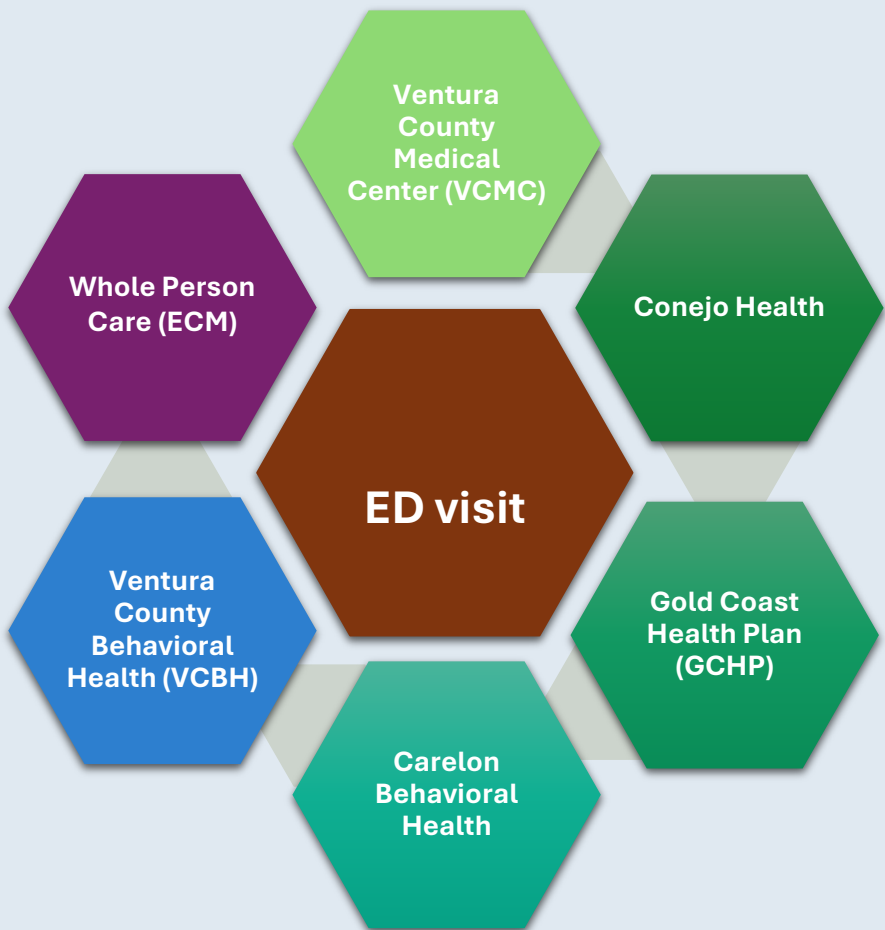 Ventura
County
Medical
Center (VCMC)
Whole Person
Care (ECM)
Conejo Health
ED visit
Ventura
County
Behavioral
Health (VCBH)
Gold Coast
Health Plan
(GCHP)
Carelon
Behavioral
Health